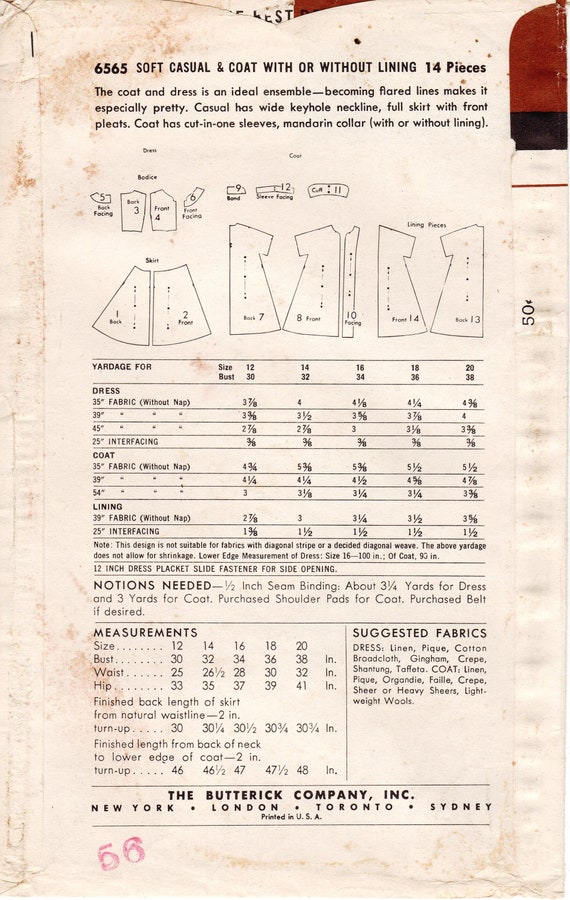 6565 SOFT CASUAL & COAT WITH OR WITHOUT LINING 14 Pieces
The coat and dress is an ideal ensemble—becoming flared lines makes it
especially pretty. Casual has wide keyhole neckline, full skirt with front
pleats. Coat has cut-in-one sleeves, mandarin collar (with or without lining).
Dress
Coat
Bodice
5 Back Facing
Back 3
Front 4
6 Front Facing
9 Band
12 Sleeve Facing
Cuff 11
Lining Pieces
Skirt
1 Back
2 Front
Back 7
8 Front
10 Facing
Front 14
Back 13
50¢
YARDAGE FOR Size 12 14 16 18 20
Bust 30 32 34 36 38
DRESS
35" FABRIC (Without Nap) 3⅞ 4 4⅛ 4¼ 4⅜
39" " " 3⅜ 3½ 3⅝ 3⅞ 4
45" " " 2⅞ 2⅞ 3 3⅛ 3⅜
25" INTERFACING ⅜ ⅜ ⅜ ⅜ ⅜
COAT
35" FABRIC (Without Nap) 4¾ 5⅜ 5⅜ 5½ 5½
39" " " 4¼ 4¼ 4½ 4⅝ 4⅞
54" " " 3 3⅛ 3¼ 3¼ 3⅜
LINING
39" FABRIC (Without Nap) 2⅞ 3 3¼ 3½ 3⅝
25" INTERFACING 1⅜ 1½ 1½ 1½ 1½
Note: This design is not suitable for fabrics with diagonal stripe or a decided diagonal weave. The above yardage
does not allow for shrinkage. Lower Edge Measurement of Dress: Size 16—100 in.; Of Coat, in.
12 INCH DRESS PLACKET SLIDE FASTENER FOR SIDE OPENING.
NOTIONS NEEDED—½ Inch Seam Binding: About 3¼ Yards for Dress
and 3 Yards for Coat. Purchased Shoulder Pads for Coat. Purchased Belt
if desired.
MEASUREMENTS
Size........ 12 14 16 18 20
Bust........ 30 32 34 36 38 In.
Waist...... 25 26½ 28 30 32 In.
Hip......... 33 35 37 39 41 In.
Finished back length of skirt
from natural waistline—2 in.
turn-up..... 30 30¼ 30½ 30¾ 30¾ In.
Finished length from back of neck
to lower edge of coat—2 in.
turn-up..... 46 46½ 47 47½ 48 In.
SUGGESTED FABRICS
DRESS: Linen, Pique, Cotton
Broadcloth, Gingham, Crepe,
Shantung, Taffeta. COAT: Linen,
Pique, Organdie, Faille, Crepe,
Sheer or Heavy Sheers, Light-
weight Wools.
THE BUTTERICK COMPANY, INC.
NEW YORK • LONDON • TORONTO • SYDNEY
Printed in U. S. A.
56